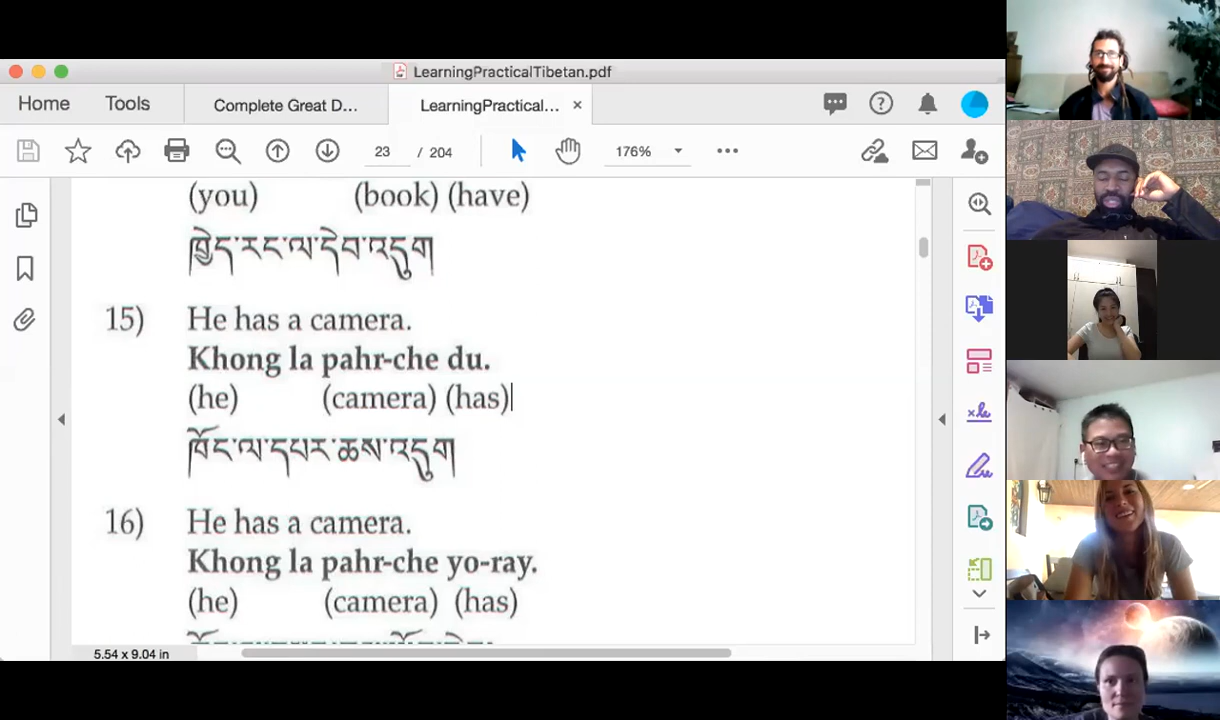 LearningPracticalTibetan.pdf
Home Tools Complete Great D... LearningPractical... ×
23 / 204 176%
(you) (book) (have)
ཁྱེད་རང་ལ་དེབ་འདུག
15) He has a camera.
Khong la pahr-che du.
(he) (camera) (has)
ཁོང་ལ་དཔར་ཆས་འདུག
16) He has a camera.
Khong la pahr-che yo-ray.
(he) (camera) (has)
5.54 x 9.04 in